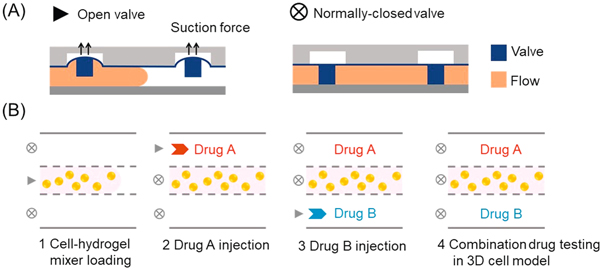 (A)
Open valve
Suction force
Normally-closed valve
Valve
Flow
(B)
Drug A
Drug A
Drug A
Drug B
Drug B
1 Cell-hydrogel
mixer loading
2 Drug A injection
3 Drug B injection
4 Combination drug testing
in 3D cell model